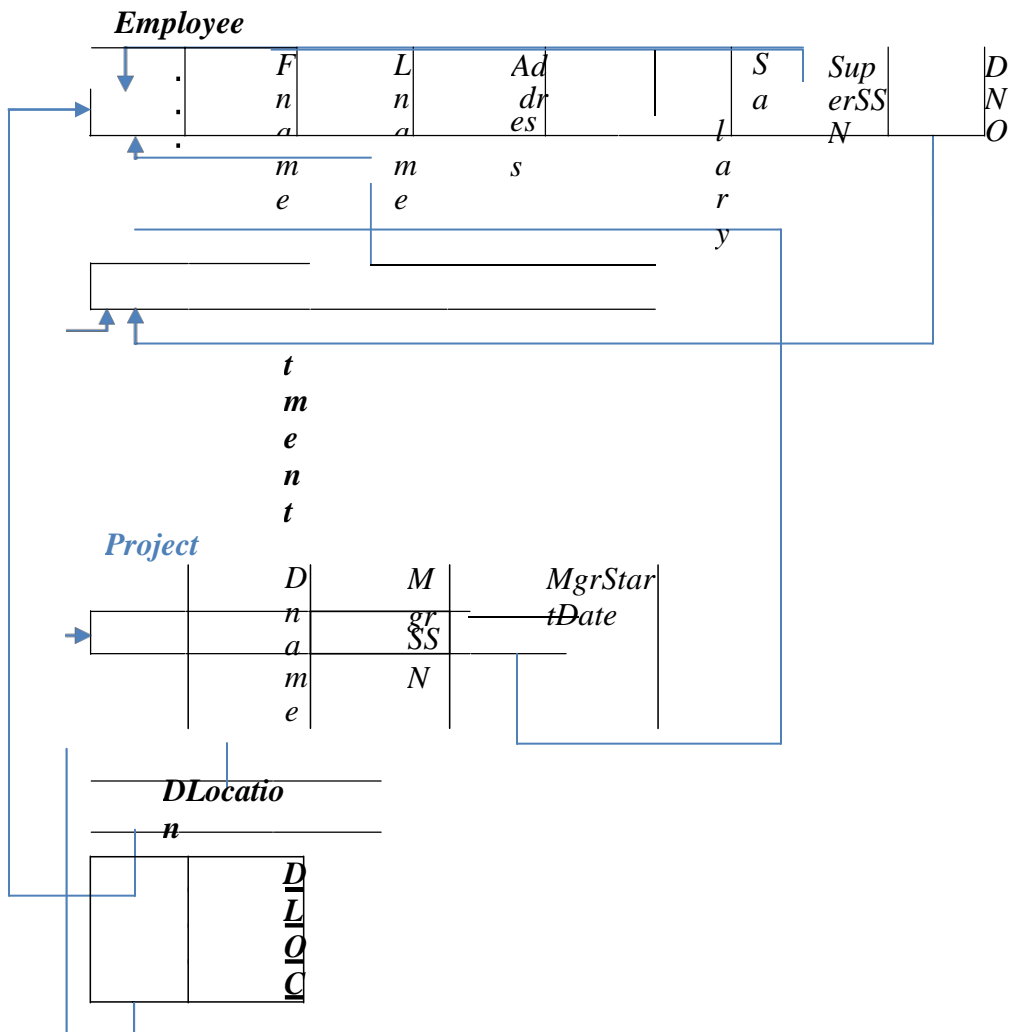 Employee
.
.
.
.
F
n
a
m
e
L
n
a
m
e
Ad
dr
es
s
S
a
l
a
r
y
Sup
erSS
N
D
N
O
t
m
e
n
t
Project
D
n
a
m
e
M
gr
SS
N
MgrStar
tDate
DLocatio
n
D
L
O
C